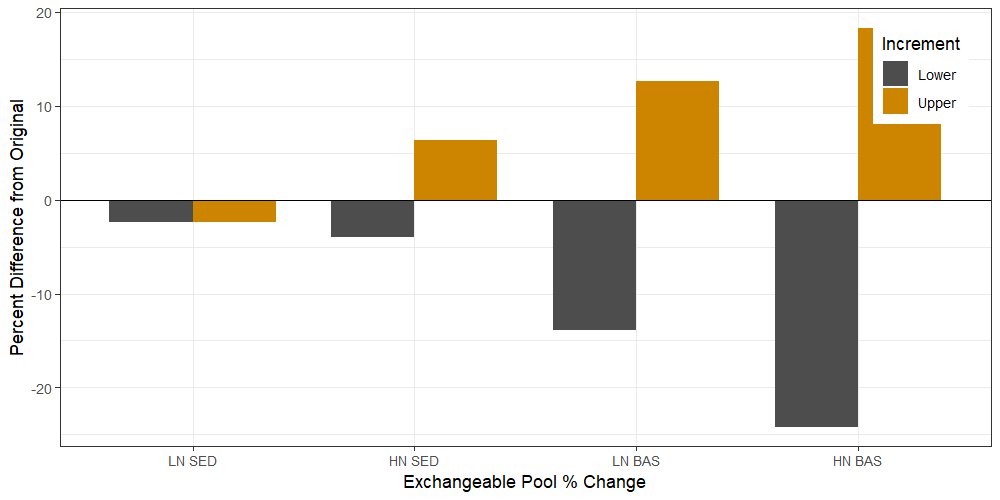 20
10
0
-10
-20
Percent Difference from Original
Increment
Lower
Upper
LN SED
HN SED
LN BAS
HN BAS
Exchangeable Pool % Change